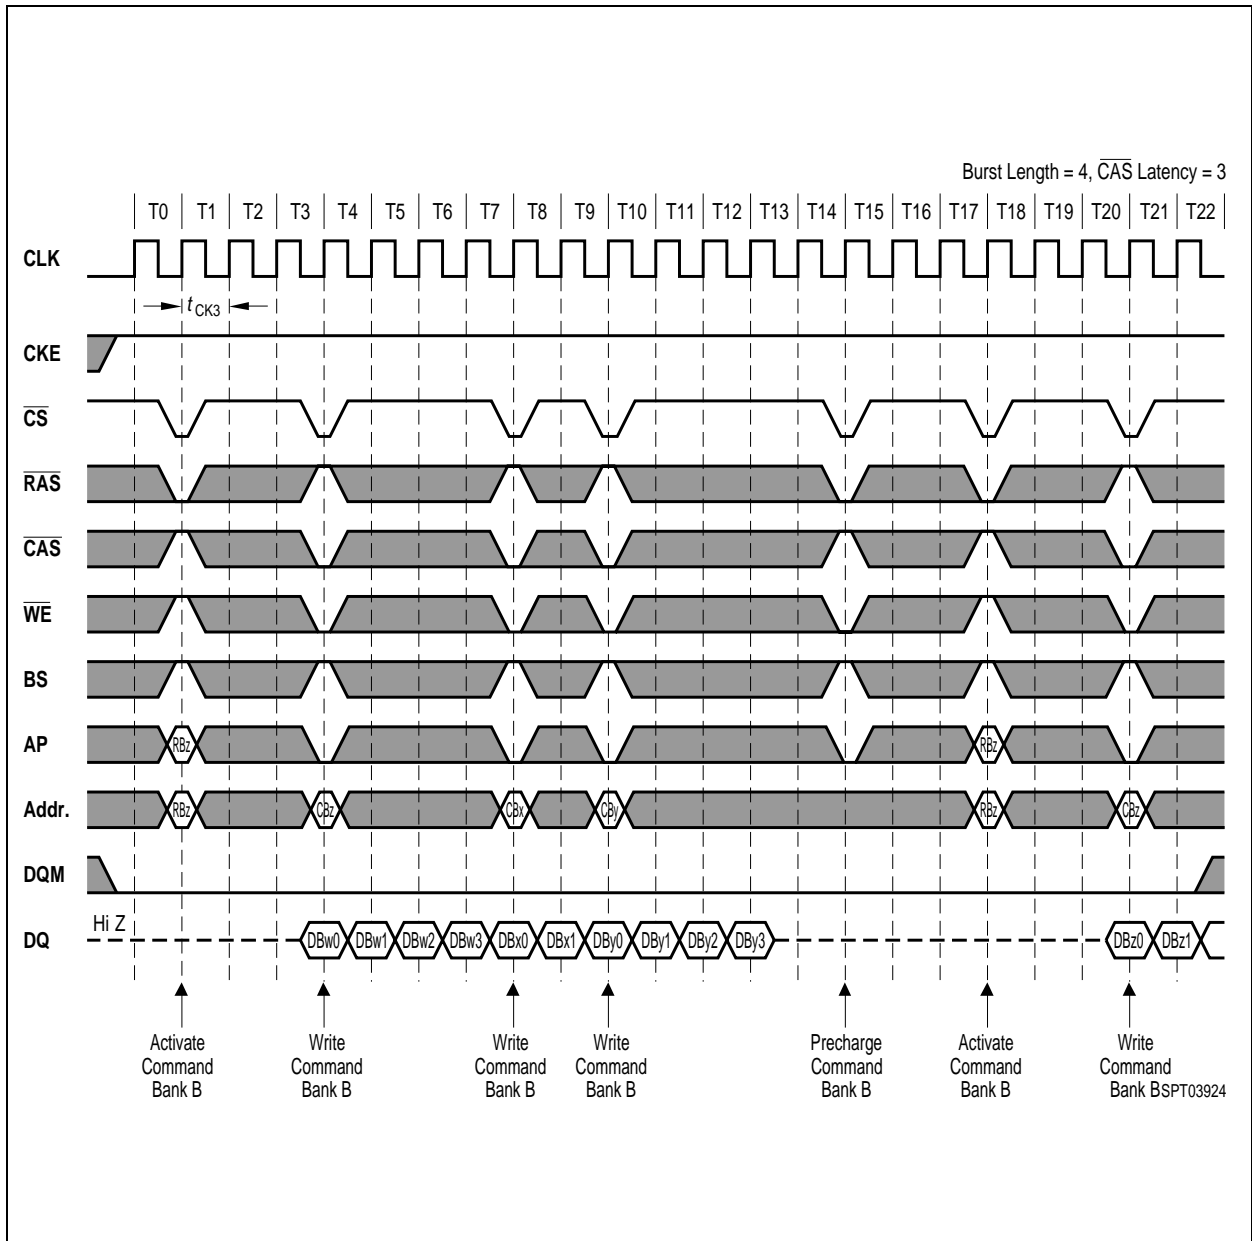 Burst Length = 4, CAS Latency = 3
T0 T1 T2 T3 T4 T5 T6 T7 T8 T9 T10 T11 T12 T13 T14 T15 T16 T17 T18 T19 T20 T21 T22
CLK
t CK3
CKE
CS
RAS
CAS
WE
BS
AP RBz RBz
Addr. RBz CBz CBx CBy RBz CBz
DQM
Hi Z
DQ DBw0 DBw1 DBw2 DBw3 DBx0 DBx1 DBy0 DBy1 DBy2 DBy3 DBz0 DBz1
Activate Write Write Write Precharge Activate Write
Command Command Command Command Command Command Command
Bank B Bank B Bank B Bank B Bank B Bank B Bank B SPT03924